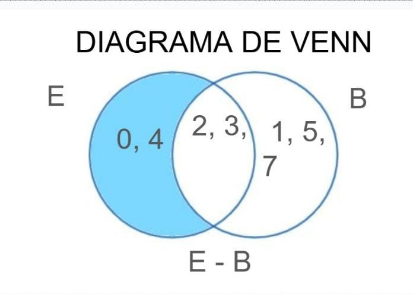 DIAGRAMA DE VENN
E
B
0, 4
2, 3,
1, 5,
7
E - B